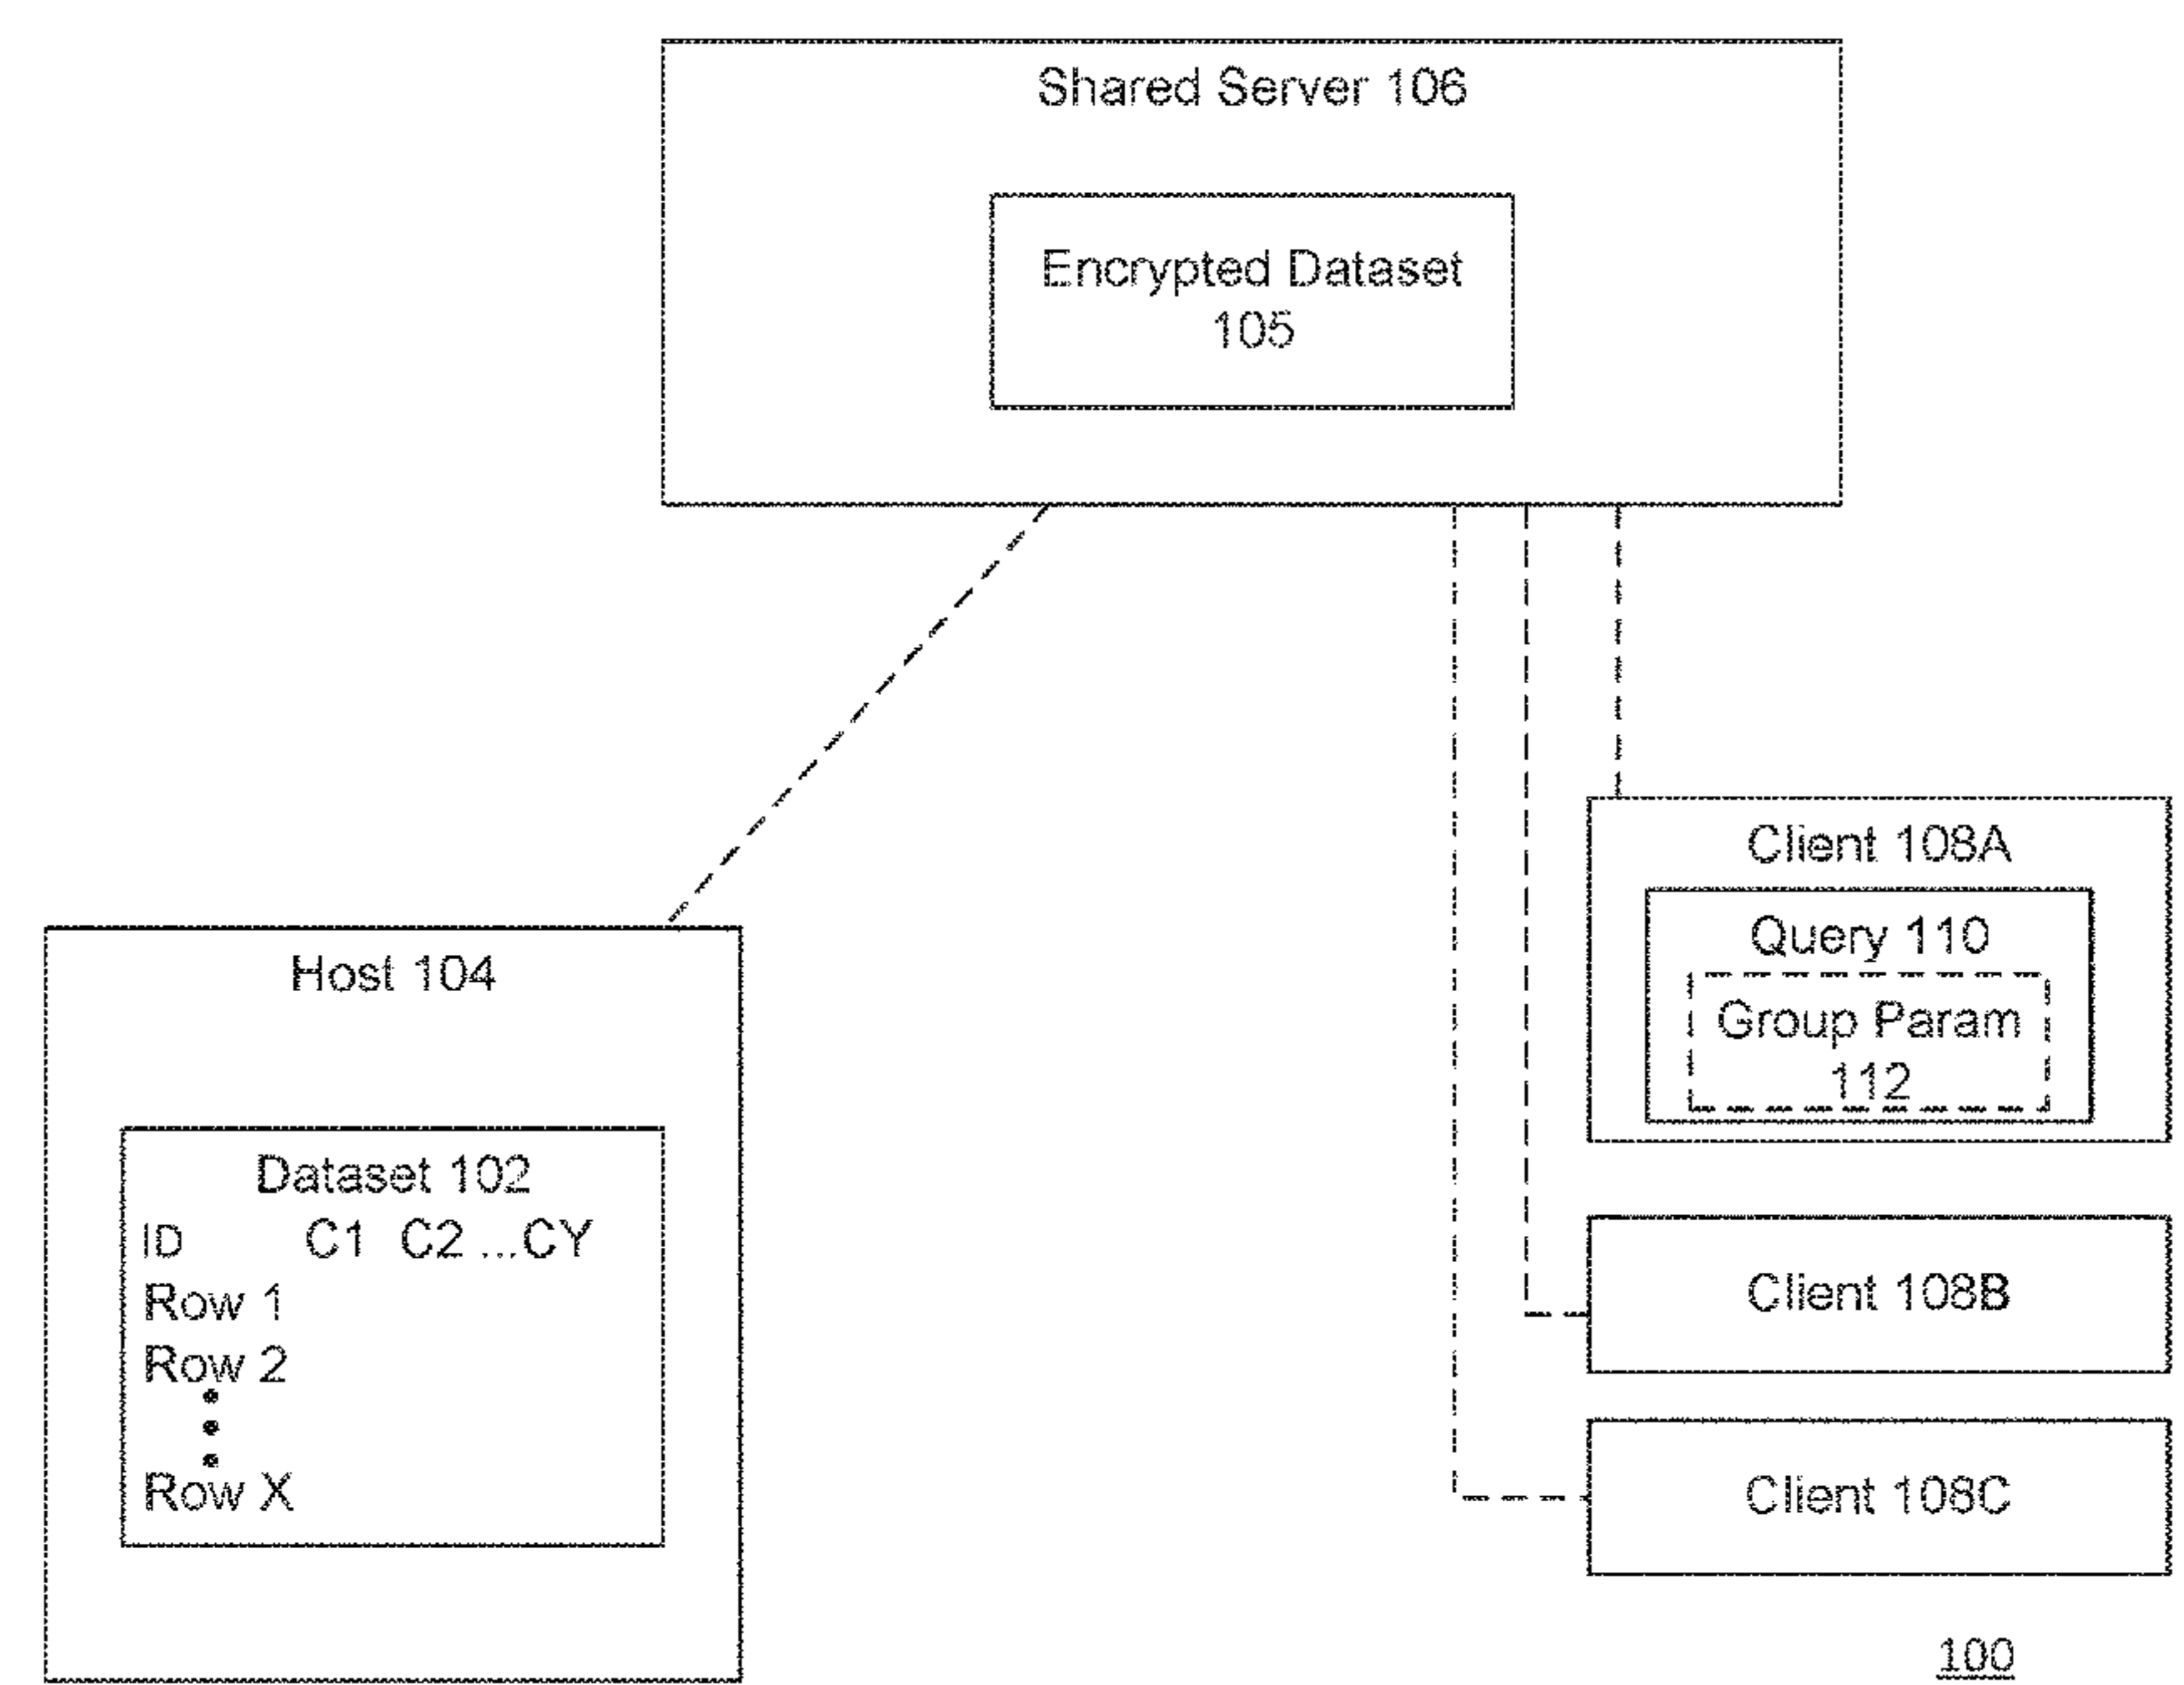 Shared Server 106
Encrypted Dataset
105
Host 104
Dataset 102
ID C1 C2 ...CY
Row 1
Row 2
Row X
Client 108A
Query 110
Group Param
112
Client 108B
Client 108C
100